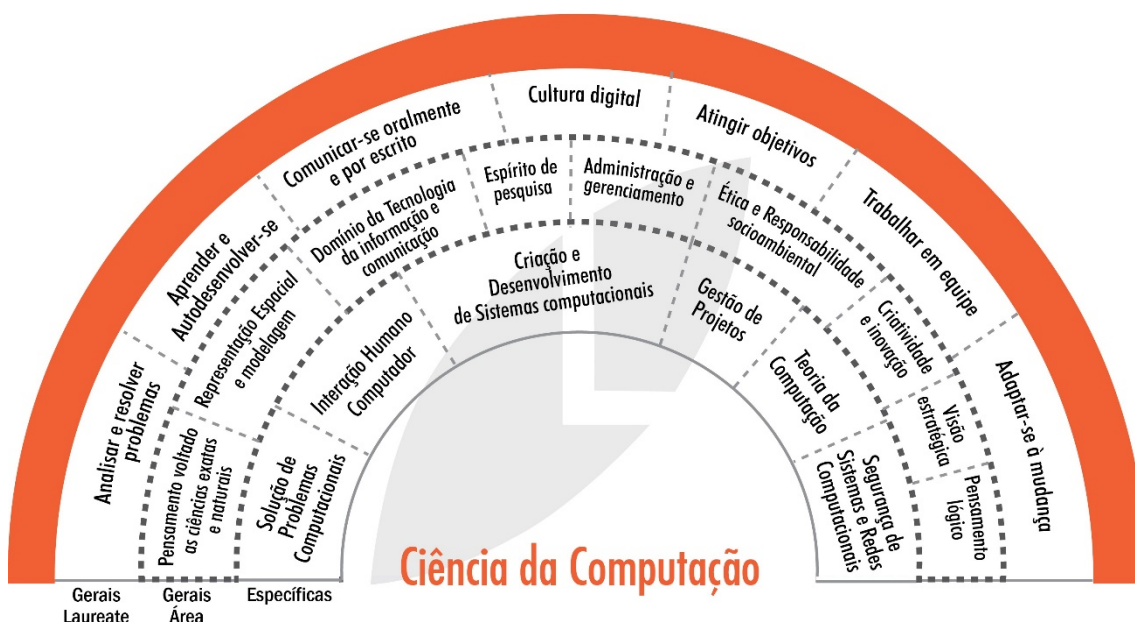 Analisar e resolver
problemas
Aprender e
Autodesenvolver-se
Comunicar-se oralmente
e por escrito
Cultura digital
Atingir objetivos
Trabalhar em equipe
Adaptar-se à mudança
Pensamento voltado
as ciências exatas
e naturais
Representação Espacial
e modelagem
Domínio da Tecnologia
da informação e
comunicação
Espírito de
pesquisa
Administração e
gerenciamento
Ética e Responsabilidade
socioambiental
Criatividade
e inovação
Visão
estratégica
Pensamento
lógico
Solução de
Problemas
Computacionais
Interação Humano
Computador
Criação e
Desenvolvimento
de Sistemas computacionais
Gestão de
Projetos
Teoria da
Computação
Segurança de
Sistemas e Redes
Computacionais
Ciência da Computação
Gerais
Laureate
Gerais
Área
Específicas